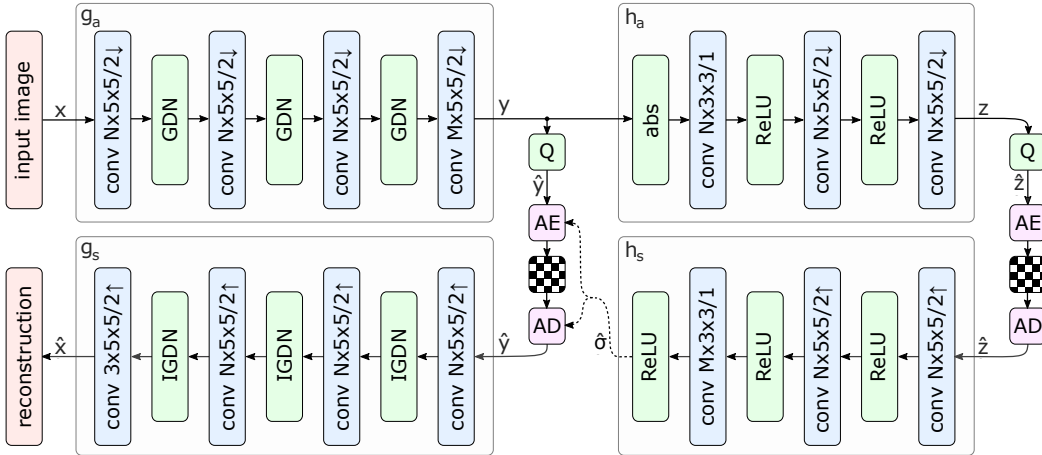 gₐ
input image
x
conv Nx5x5/2↓
GDN
conv Nx5x5/2↓
GDN
conv Nx5x5/2↓
GDN
conv Mx5x5/2↓
y
hₐ
abs
conv Nx3x3/1
ReLU
conv Nx5x5/2↓
ReLU
conv Nx5x5/2↓
z
Q
ŷ
AE
AD
Q
ẑ
AE
AD
gₛ
reconstruction
x̂
conv 3x5x5/2↑
IGDN
conv Nx5x5/2↑
IGDN
conv Nx5x5/2↑
IGDN
conv Nx5x5/2↑
ŷ
σ̂
hₛ
ReLU
conv Mx3x3/1
ReLU
conv Nx5x5/2↑
ReLU
conv Nx5x5/2↑
ẑ